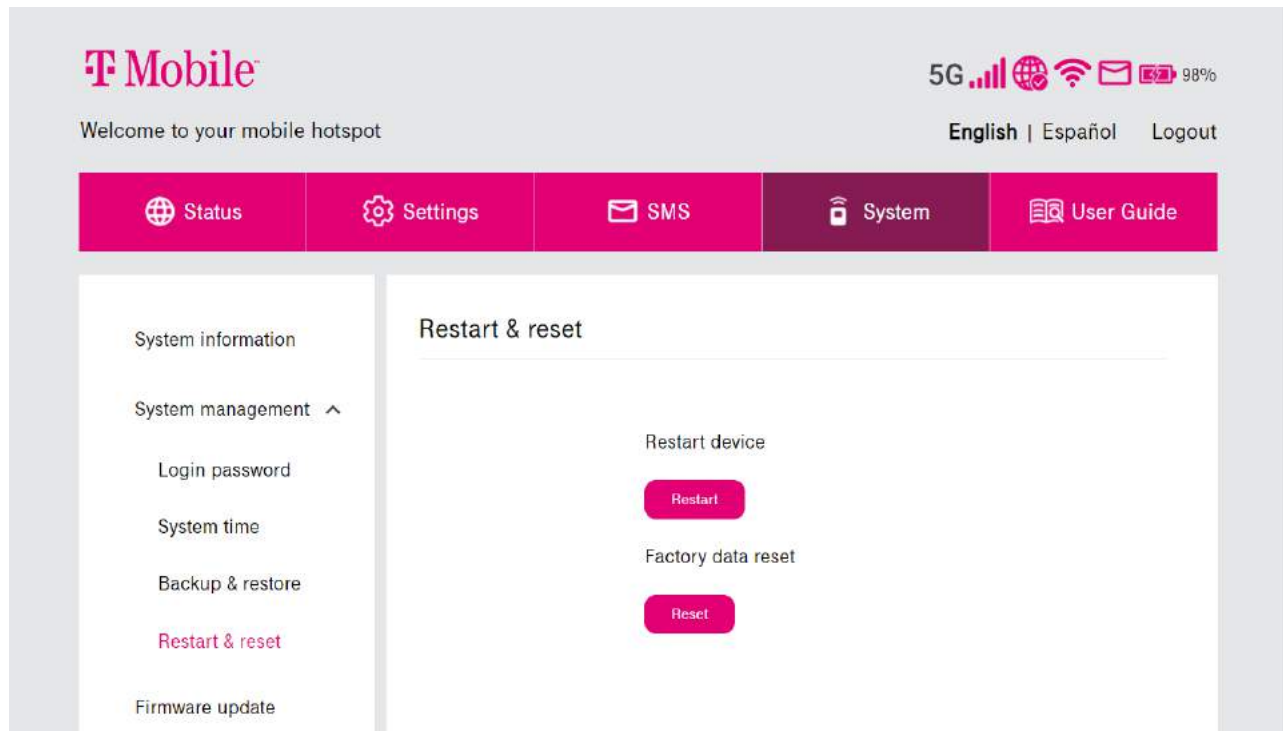 T Mobile
5G 98%
Welcome to your mobile hotspot
English | Español Logout
Status Settings SMS System User Guide
System information
System management
Login password
System time
Backup & restore
Restart & reset
Firmware update
Restart & reset
Restart device
Restart
Factory data reset
Reset